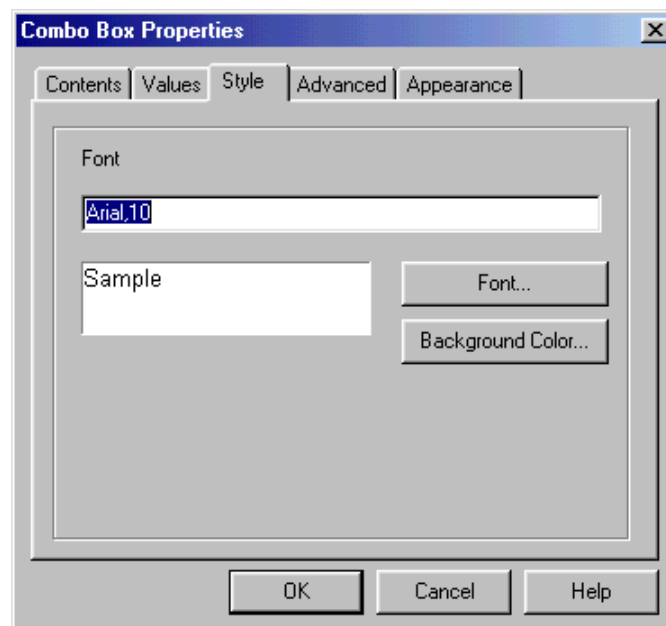 Combo Box Properties
Contents Values Style Advanced Appearance
Font
Arial,10
Sample
Font...
Background Color...
OK Cancel Help